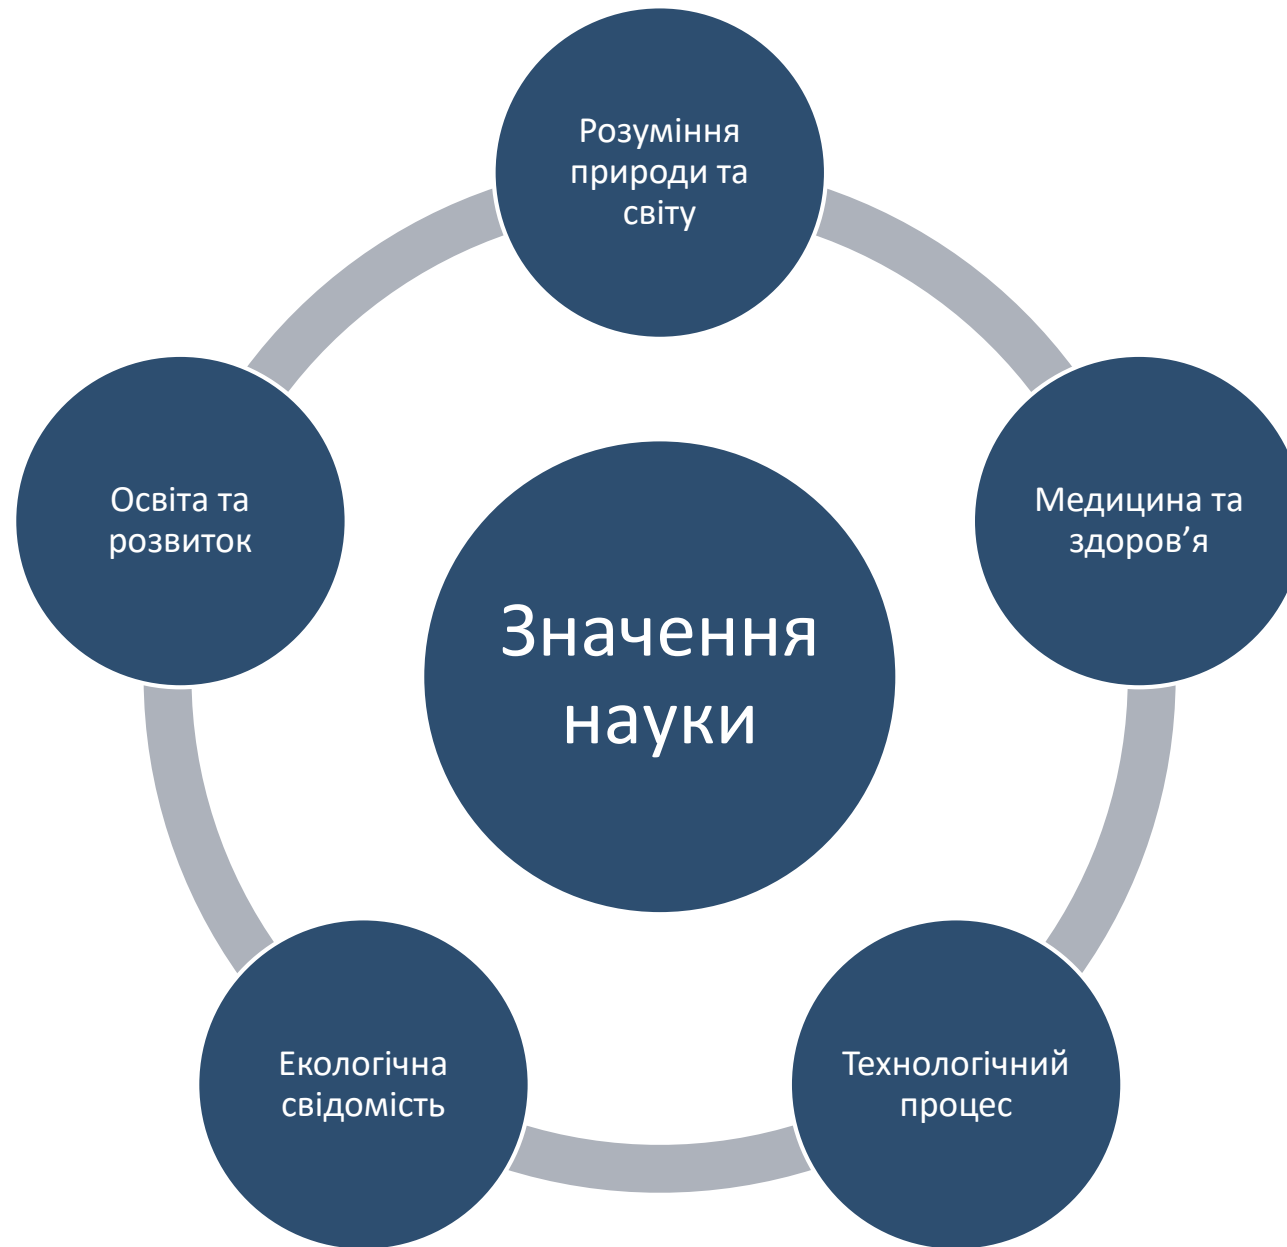 Розуміння
природи та
світу
Медицина та
здоров’я
Технологічний
процес
Екологічна
свідомість
Освіта та
розвиток
Значення
науки